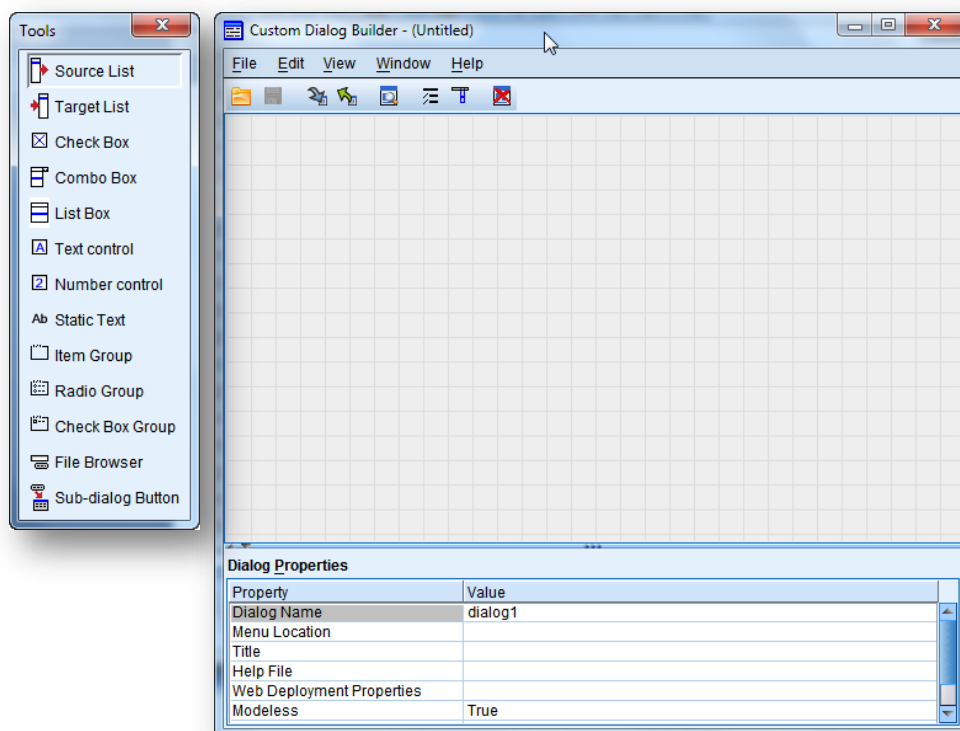 Tools
Source List
Target List
Check Box
Combo Box
List Box
A Text control
2 Number control
Ab Static Text
Item Group
Radio Group
Check Box Group
File Browser
Sub-dialog Button
Custom Dialog Builder - (Untitled)
File Edit View Window Help
Dialog Properties
Property Value
Dialog Name dialog1
Menu Location
Title
Help File
Web Deployment Properties
Modeless True